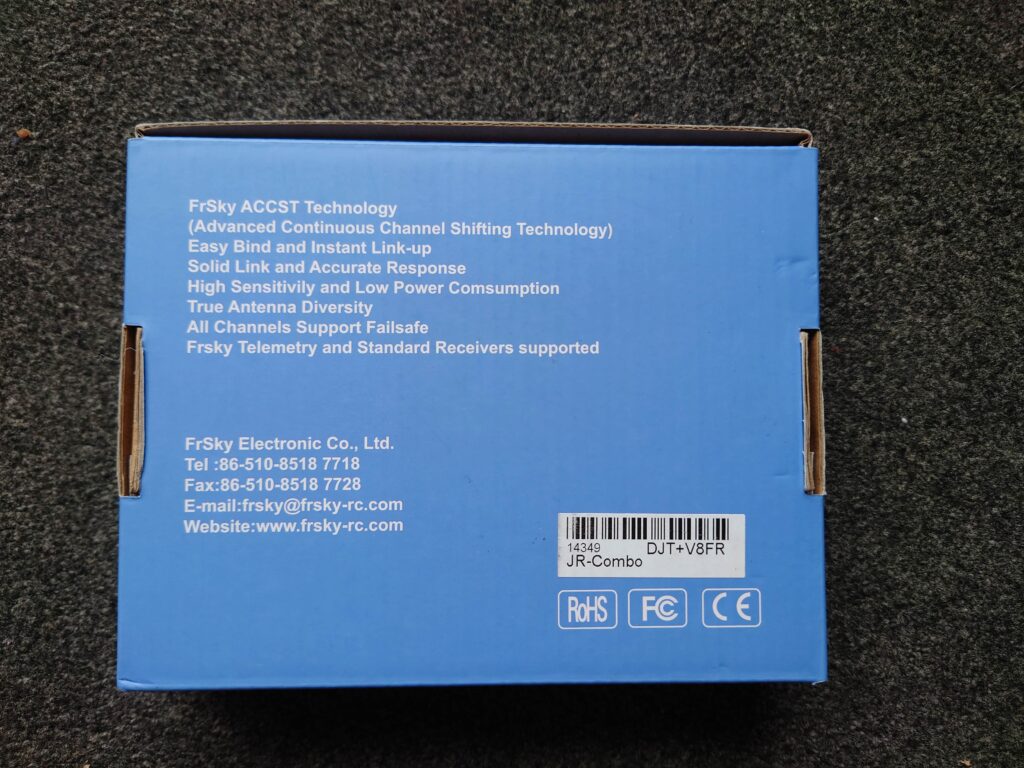 FrSky ACCST Technology
(Advanced Continuous Channel Shifting Technology)
Easy Bind and Instant Link-up
Solid Link and Accurate Response
High Sensitivily and Low Power Comsumption
True Antenna Diversity
All Channels Support Failsafe
Frsky Telemetry and Standard Receivers supported
FrSky Electronic Co., Ltd.
Tel :86-510-8518 7718
Fax:86-510-8518 7728
E-mail:frsky@frsky-rc.com
Website:www.frsky-rc.com
14349 DJT+V8FR
JR-Combo
RoHS FC CE